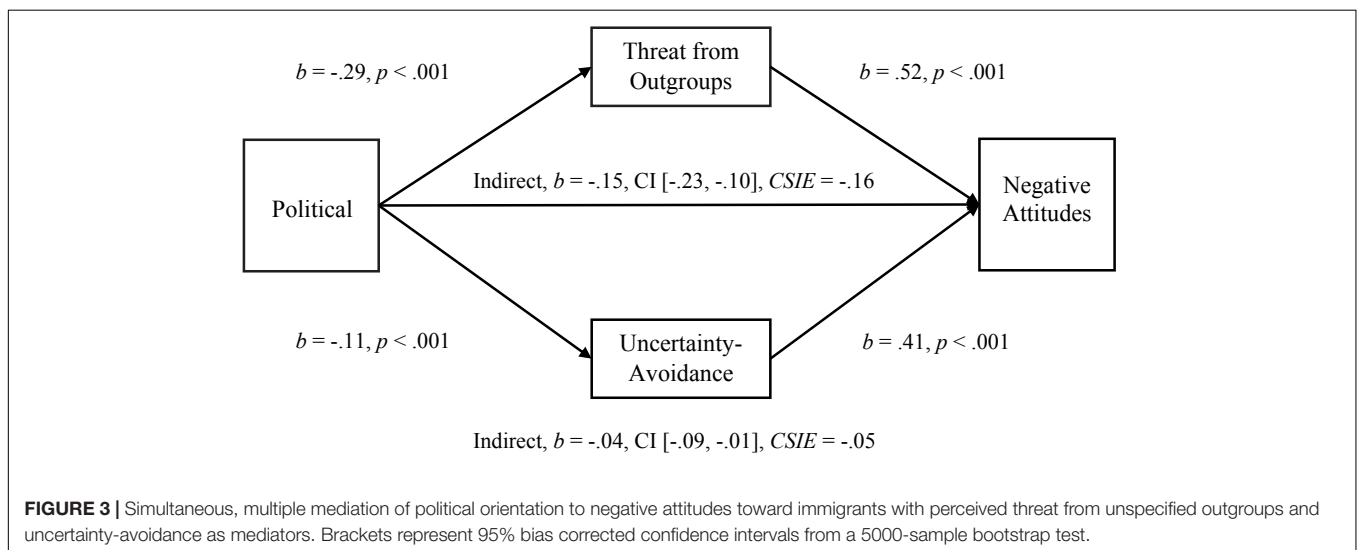 Threat from
Outgroups
b = -.29, p < .001
b = .52, p < .001
Indirect, b = -.15, CI [-.23, -.10], CSIE = -.16
Political
Negative
Attitudes
b = -.11, p < .001
b = .41, p < .001
Uncertainty-
Avoidance
Indirect, b = -.04, CI [-.09, -.01], CSIE = -.05
FIGURE 3 | Simultaneous, multiple mediation of political orientation to negative attitudes toward immigrants with perceived threat from unspecified outgroups and
uncertainty-avoidance as mediators. Brackets represent 95% bias corrected confidence intervals from a 5000-sample bootstrap test.